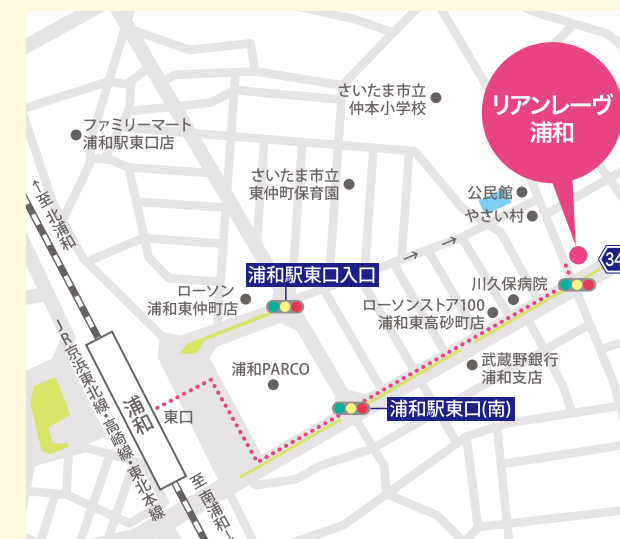 さいたま市立
仲本小学校
リアンレーヴ
浦和
ファミリーマート
浦和駅東口店
さいたま市立
東仲町保育園
公民館
やさい村
↑至北浦和
→
→
34
浦和駅東口入口
川久保病院
ローソン
浦和東仲町店
ローソンストア100
浦和東高砂町店
JR京浜東北線・高崎線・東北本線
浦和PARCO
武蔵野銀行
浦和支店
浦和
東口
浦和駅東口(南)
至南浦和↓